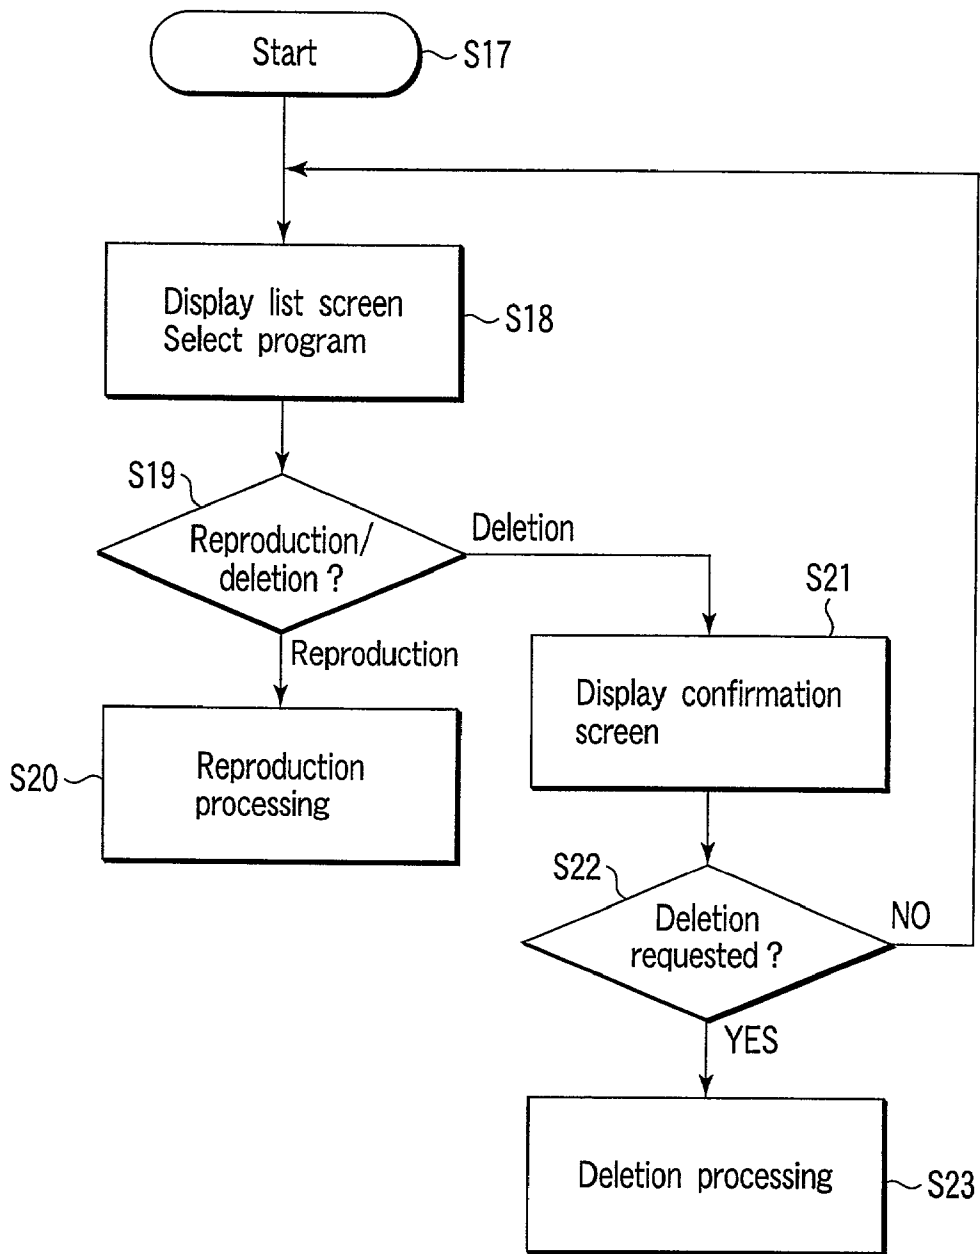 Start
S17
Display list screen
Select program
S18
S19
Reproduction/
deletion ?
Deletion
Reproduction
S21
Display confirmation
screen
S20
Reproduction
processing
S22
Deletion
requested ?
NO
YES
Deletion processing
S23